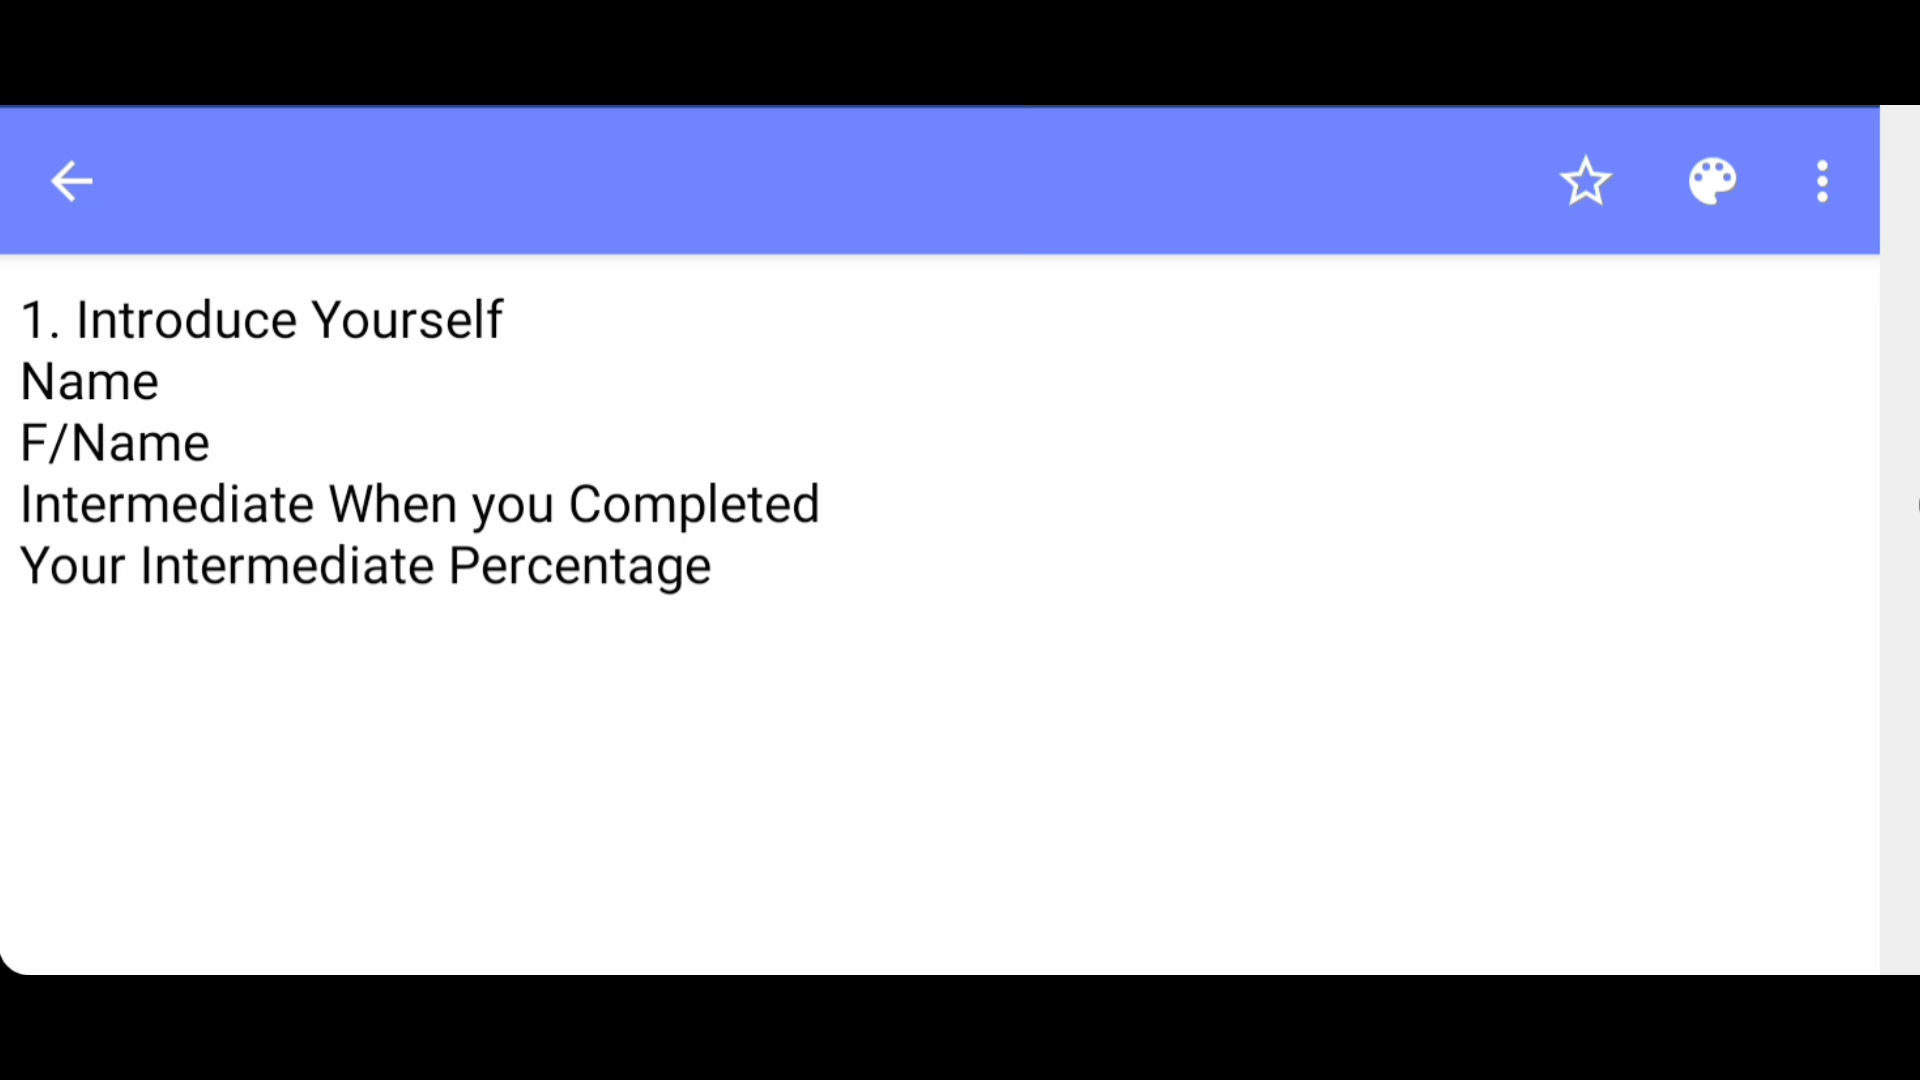 1. Introduce Yourself
Name
F/Name
Intermediate When you Completed
Your Intermediate Percentage